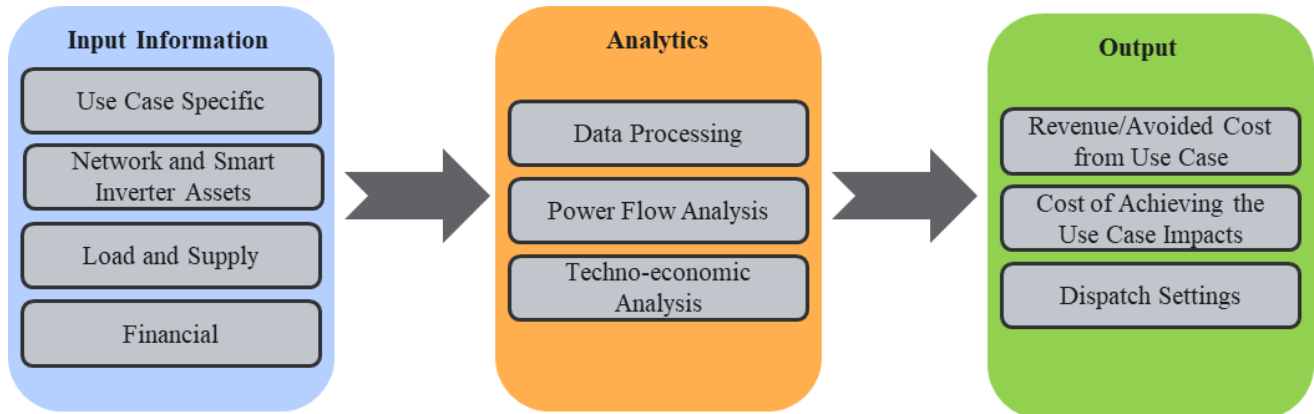 Input Information
Use Case Specific
Network and Smart
Inverter Assets
Load and Supply
Financial
Analytics
Data Processing
Power Flow Analysis
Techno-economic
Analysis
Output
Revenue/Avoided Cost
from Use Case
Cost of Achieving the
Use Case Impacts
Dispatch Settings